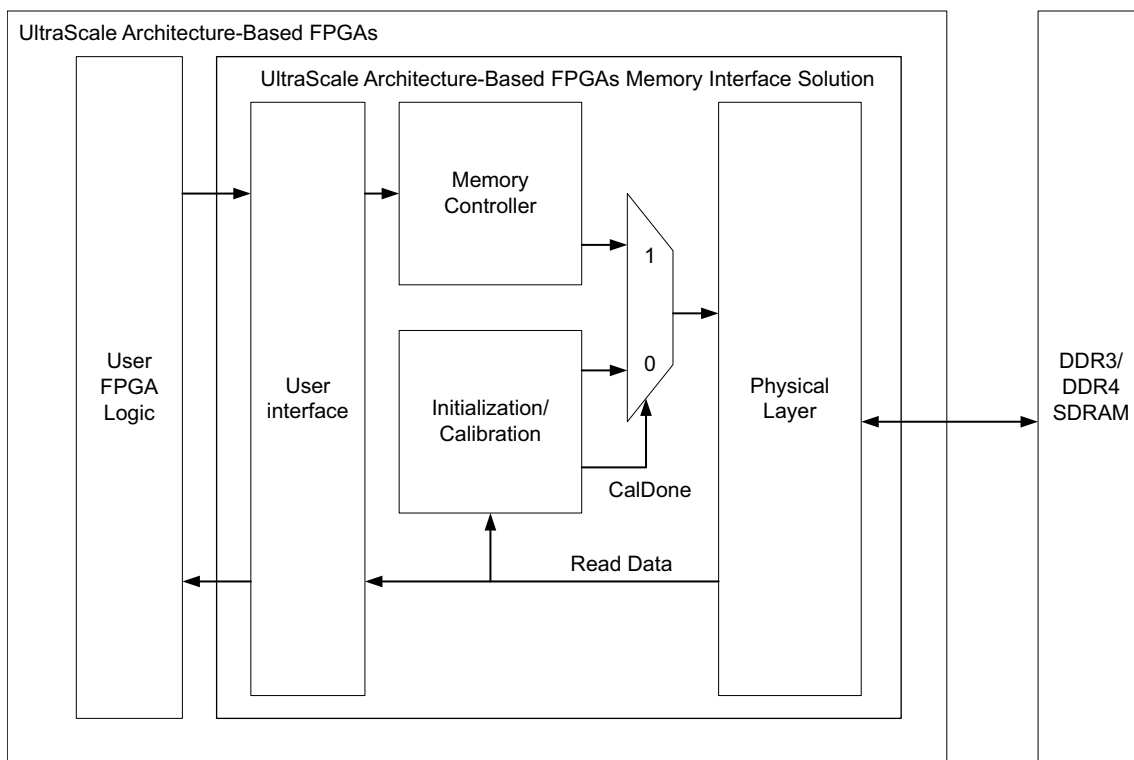 UltraScale Architecture-Based FPGAs
UltraScale Architecture-Based FPGAs Memory Interface Solution
User
FPGA
Logic
User
interface
Memory
Controller
Initialization/
Calibration
1
0
CalDone
Read Data
Physical
Layer
DDR3/
DDR4
SDRAM